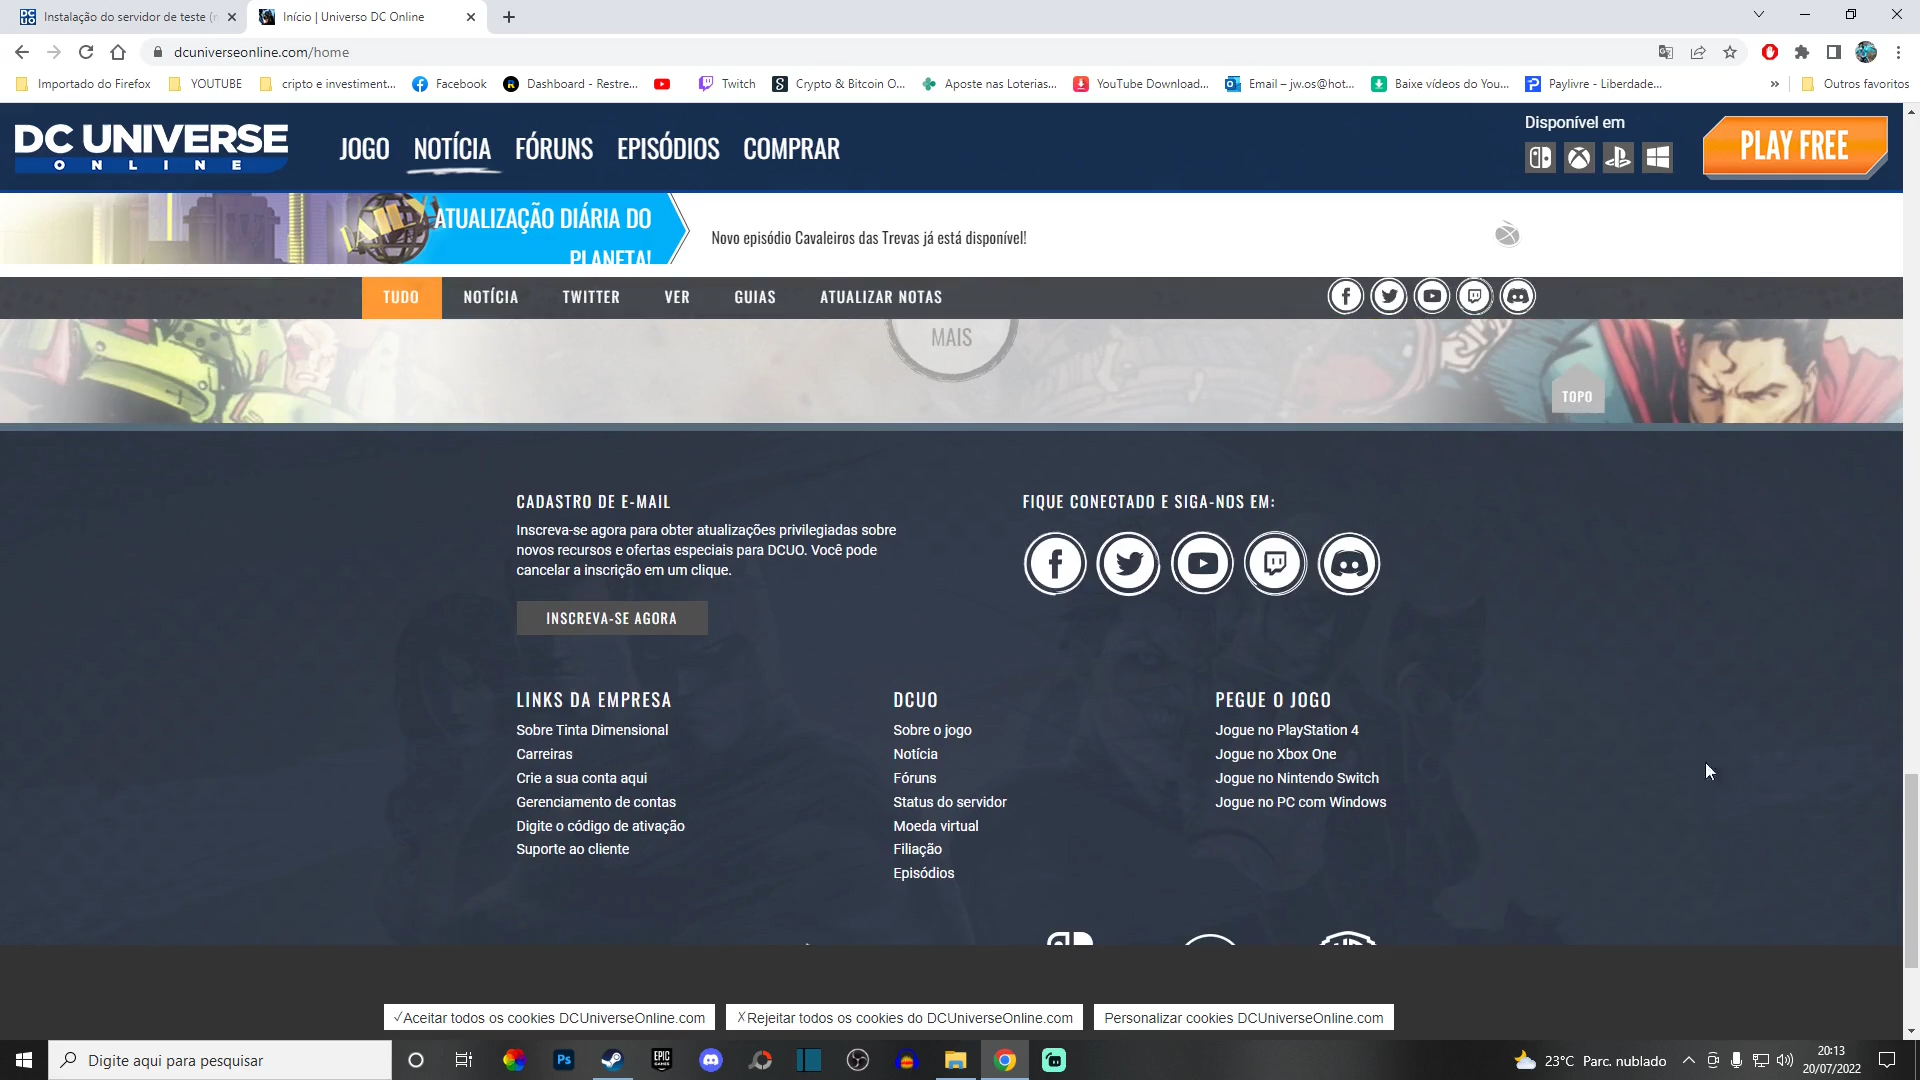 Instalação do servidor de teste (n
Início | Universo DC Online
dcuniverseonline.com/home
Importado do Firefox
YOUTUBE
cripto e investiment...
Facebook
Dashboard - Restre...
Twitch
Crypto & Bitcoin O...
Aposte nas Loterias...
YouTube Download...
Email – jw.os@hot...
Baixe vídeos do You...
Paylivre - Liberdade...
»
Outros favoritos
DC UNIVERSE
ONLINE
JOGO
NOTÍCIA
FÓRUNS
EPISÓDIOS
COMPRAR
Disponível em
PLAY FREE
DAILY
ATUALIZAÇÃO DIÁRIA DO
PLANETA!
Novo episódio Cavaleiros das Trevas já está disponível!
TUDO
NOTÍCIA
TWITTER
VER
GUIAS
ATUALIZAR NOTAS
MAIS
TOPO
CADASTRO DE E-MAIL
Inscreva-se agora para obter atualizações privilegiadas sobre
novos recursos e ofertas especiais para DCUO. Você pode
cancelar a inscrição em um clique.
INSCREVA-SE AGORA
FIQUE CONECTADO E SIGA-NOS EM:
LINKS DA EMPRESA
Sobre Tinta Dimensional
Carreiras
Crie a sua conta aqui
Gerenciamento de contas
Digite o código de ativação
Suporte ao cliente
DCUO
Sobre o jogo
Notícia
Fóruns
Status do servidor
Moeda virtual
Filiação
Episódios
PEGUE O JOGO
Jogue no PlayStation 4
Jogue no Xbox One
Jogue no Nintendo Switch
Jogue no PC com Windows
✓Aceitar todos os cookies DCUniverseOnline.com
╳Rejeitar todos os cookies do DCUniverseOnline.com
Personalizar cookies DCUniverseOnline.com
Digite aqui para pesquisar
Ps
EPIC
GAMES
23°C Parc. nublado
20:13
20/07/2022